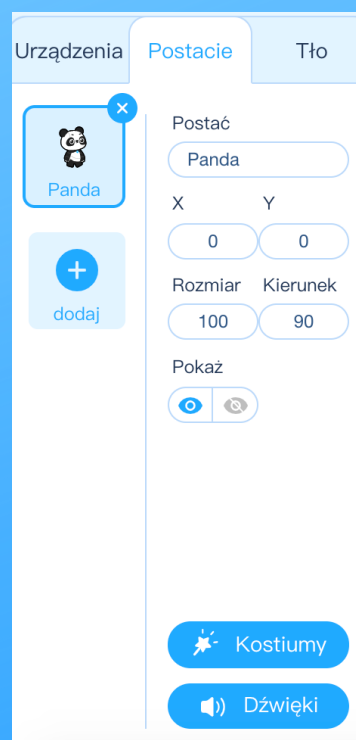 Urządzenia Postacie Tło
Panda
dodaj
Postać
Panda
X Y
0 0
Rozmiar Kierunek
100 90
Pokaż
Kostiumy
Dźwięki